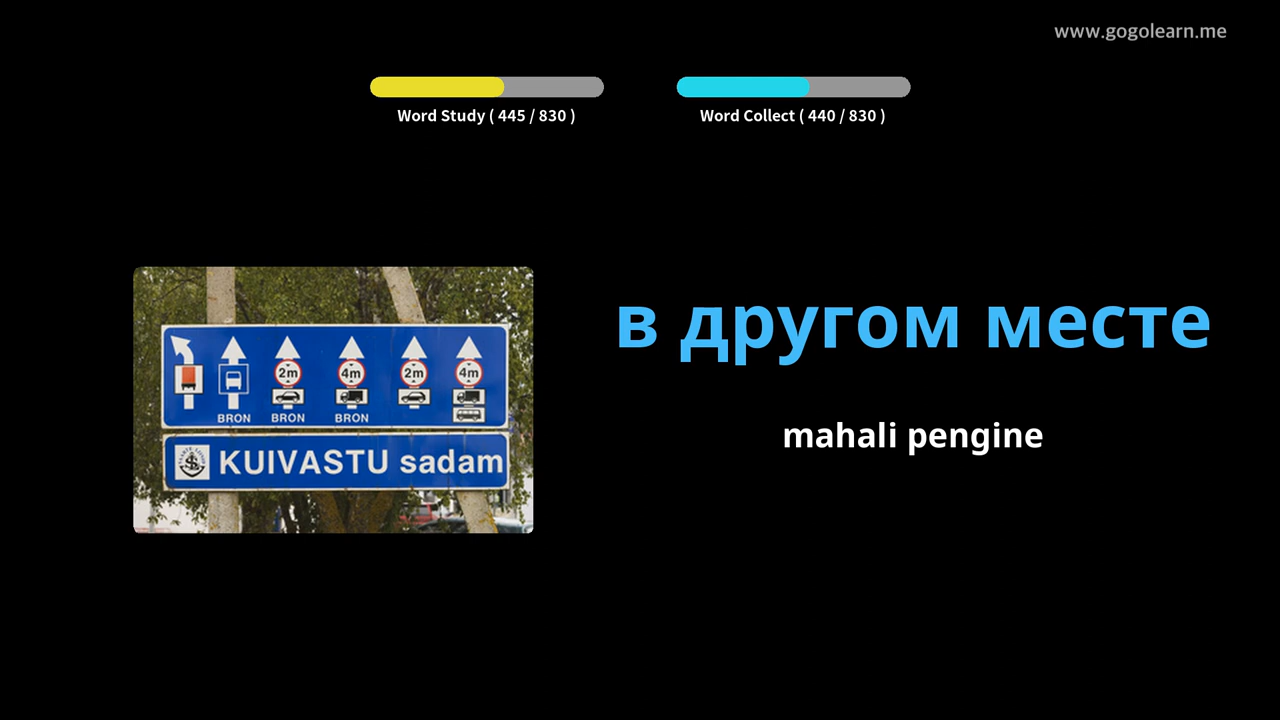 www.gogolearn.me
Word Study ( 445 / 830 )
Word Collect ( 440 / 830 )
2m 4m 2m 4m
BRON BRON BRON
KUIVASTU sadam
в другом месте
mahali pengine